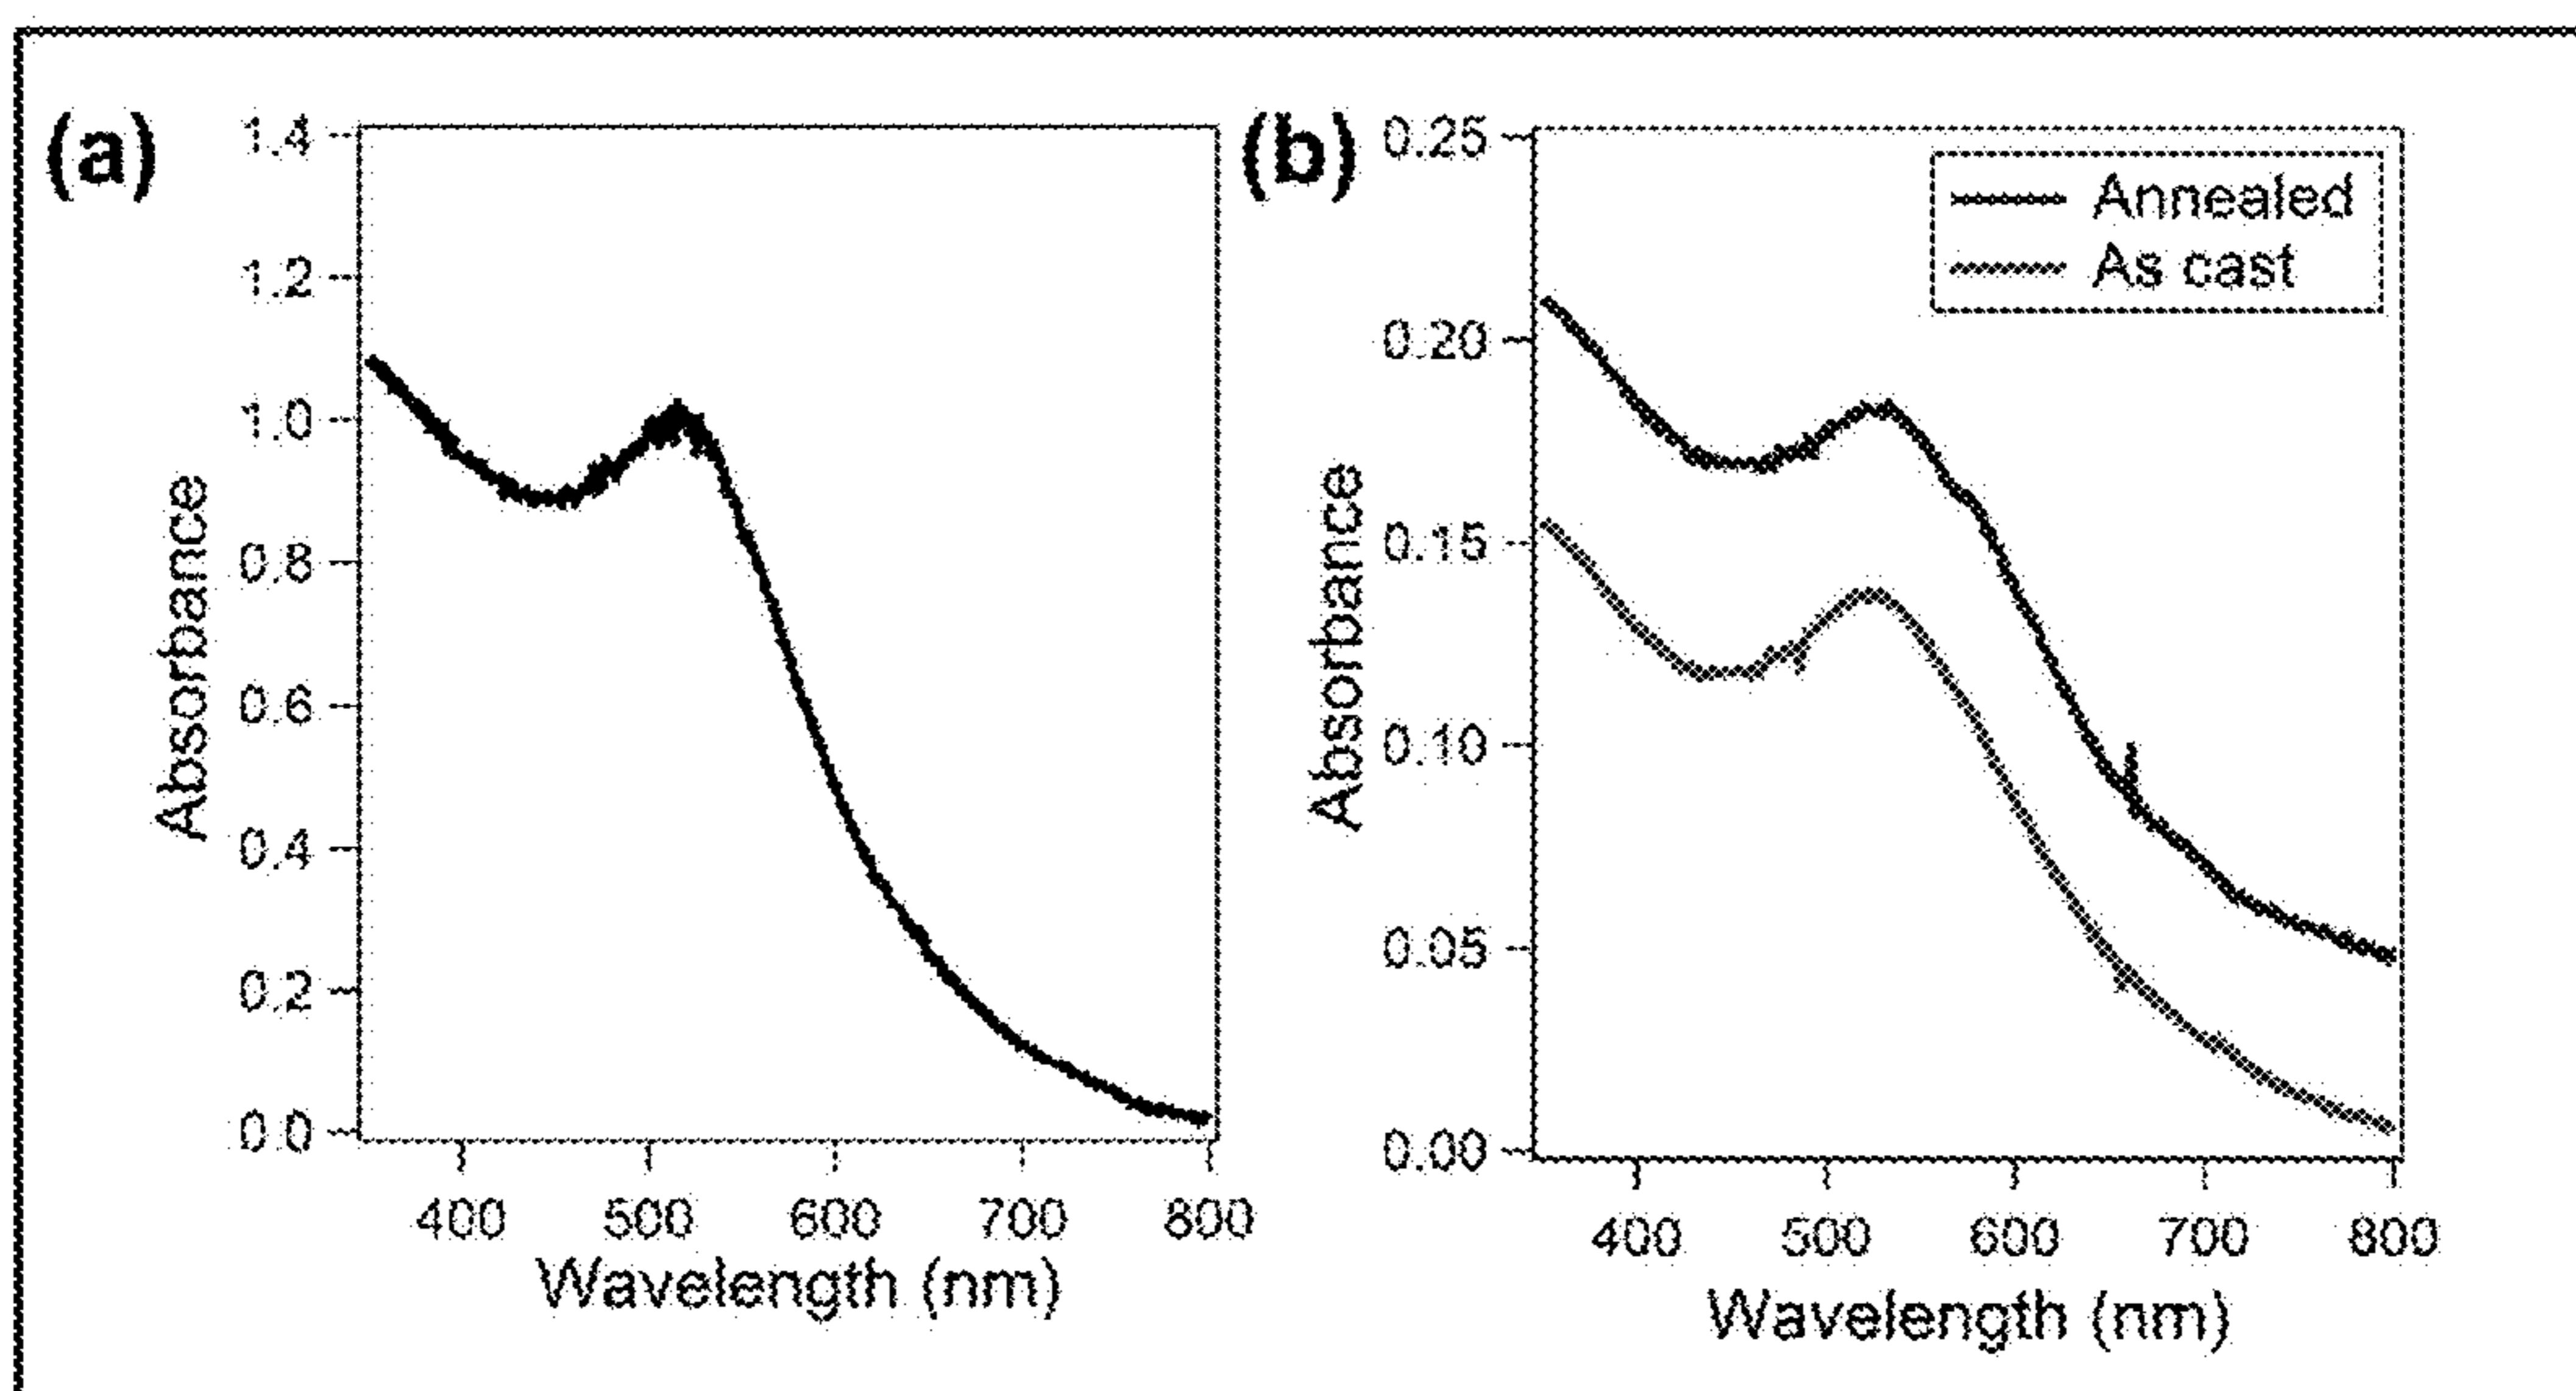 (a)
1.4
1.2
1.0
0.8
0.6
0.4
0.2
0.0
Absorbance
400 500 600 700 800
Wavelength (nm)
(b)
0.25
0.20
0.15
0.10
0.05
0.00
Absorbance
Annealed
As cast
400 500 600 700 800
Wavelength (nm)